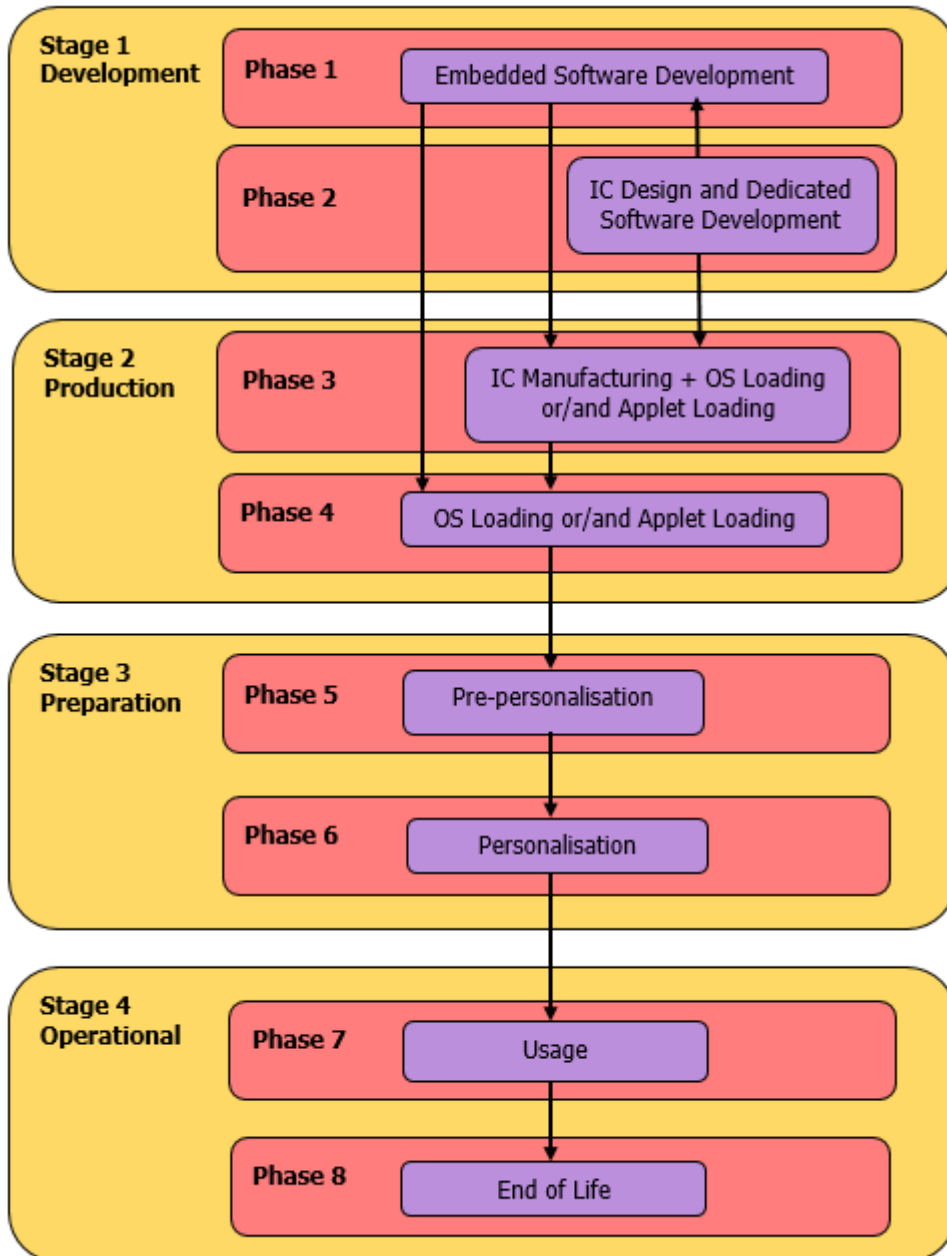 Stage 1
Development
Phase 1
Embedded Software Development
Phase 2
IC Design and Dedicated
Software Development
Stage 2
Production
Phase 3
IC Manufacturing + OS Loading
or/and Applet Loading
Phase 4
OS Loading or/and Applet Loading
Stage 3
Preparation
Phase 5
Pre-personalisation
Phase 6
Personalisation
Stage 4
Operational
Phase 7
Usage
Phase 8
End of Life